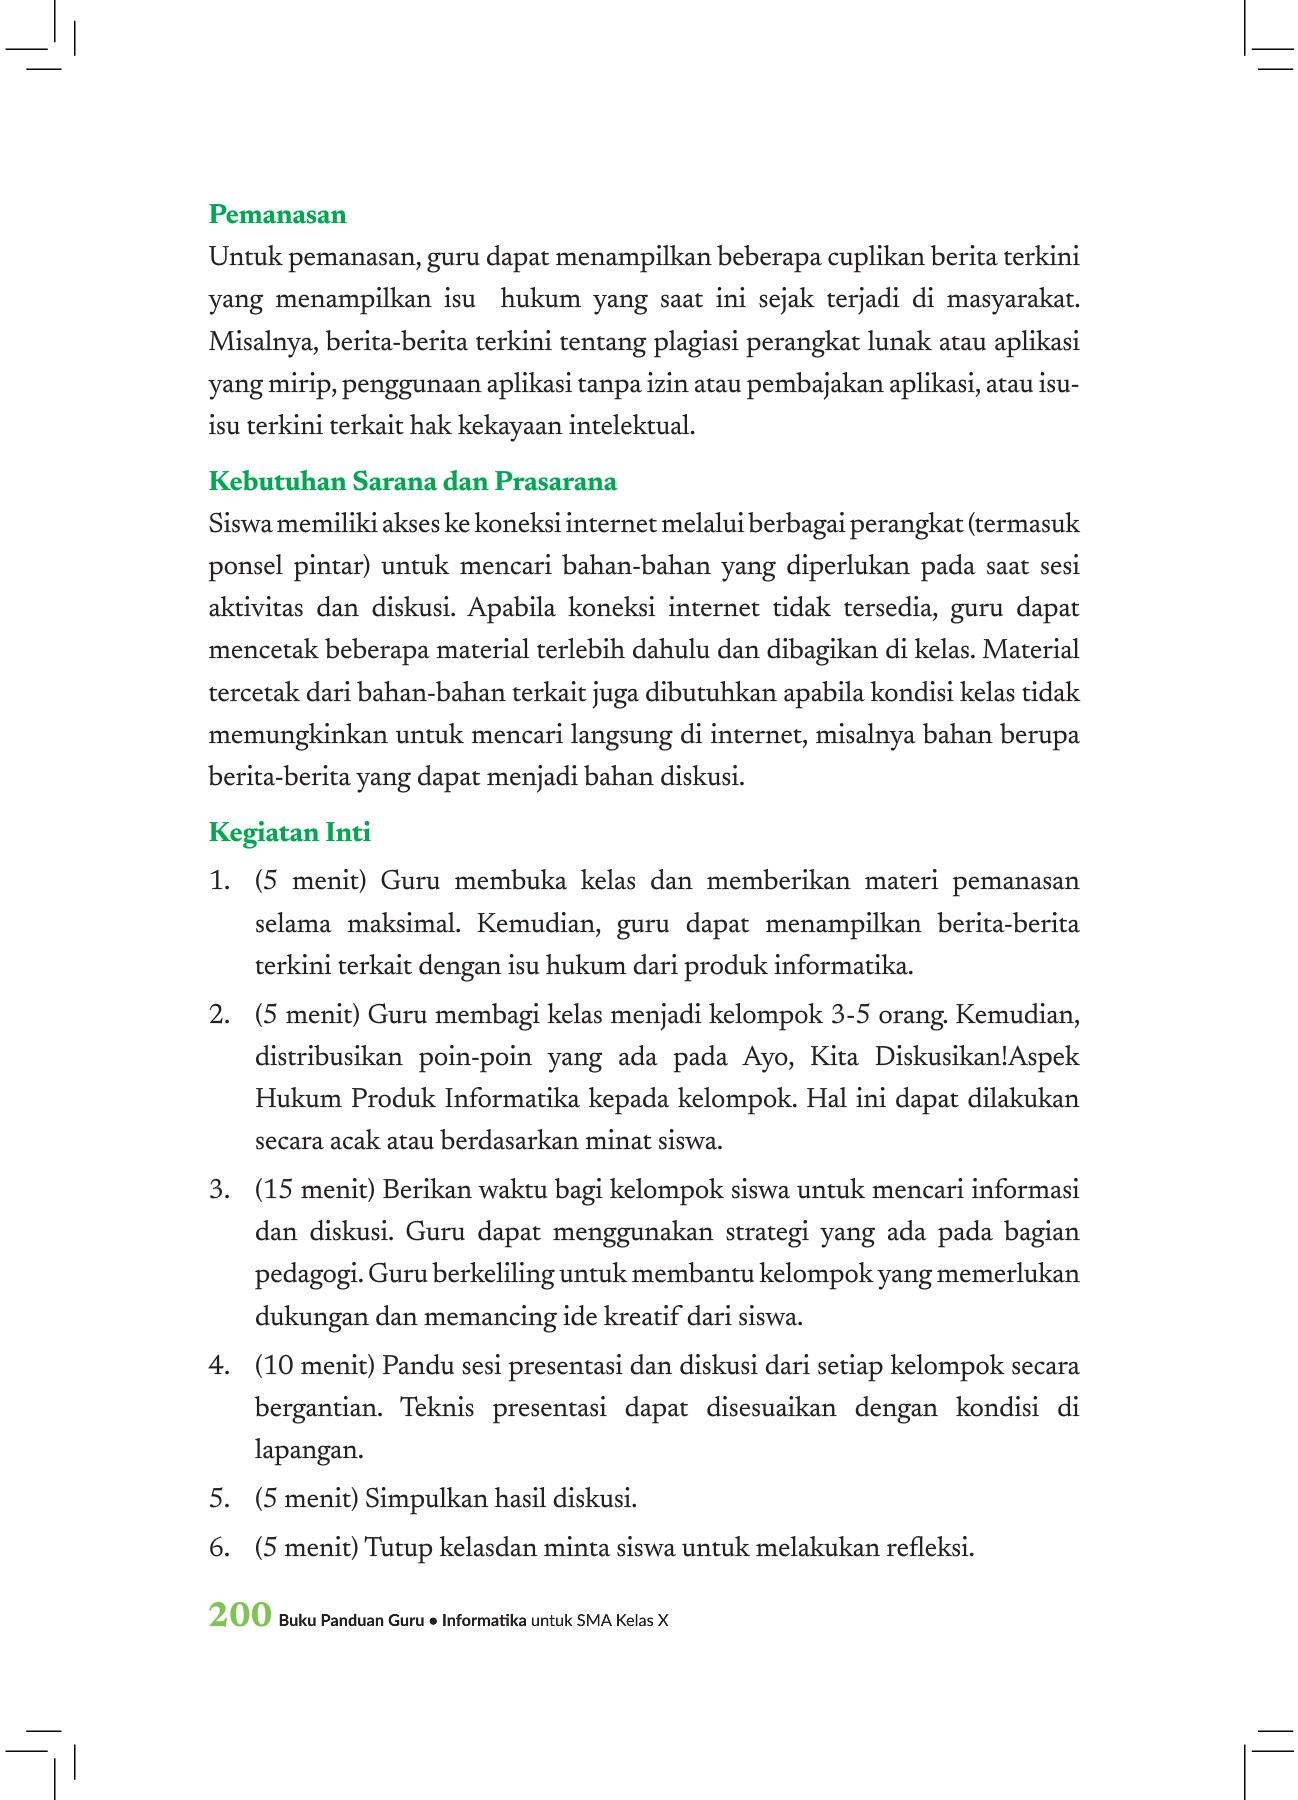 Pemanasan
Untuk pemanasan, guru dapat menampilkan beberapa cuplikan berita terkini
yang menampilkan isu hukum yang saat ini sejak terjadi di masyarakat.
Misalnya, berita-berita terkini tentang plagiasi perangkat lunak atau aplikasi
yang mirip, penggunaan aplikasi tanpa izin atau pembajakan aplikasi, atau isu-
isu terkini terkait hak kekayaan intelektual.
Kebutuhan Sarana dan Prasarana
Siswa memiliki akses ke koneksi internet melalui berbagai perangkat (termasuk
ponsel pintar) untuk mencari bahan-bahan yang diperlukan pada saat sesi
aktivitas dan diskusi. Apabila koneksi internet tidak tersedia, guru dapat
mencetak beberapa material terlebih dahulu dan dibagikan di kelas. Material
tercetak dari bahan-bahan terkait juga dibutuhkan apabila kondisi kelas tidak
memungkinkan untuk mencari langsung di internet, misalnya bahan berupa
berita-berita yang dapat menjadi bahan diskusi.
Kegiatan Inti
1. (5 menit) Guru membuka kelas dan memberikan materi pemanasan
selama maksimal. Kemudian, guru dapat menampilkan berita-berita
terkini terkait dengan isu hukum dari produk informatika.
2. (5 menit) Guru membagi kelas menjadi kelompok 3-5 orang. Kemudian,
distribusikan poin-poin yang ada pada Ayo, Kita Diskusikan!Aspek
Hukum Produk Informatika kepada kelompok. Hal ini dapat dilakukan
secara acak atau berdasarkan minat siswa.
3. (15 menit) Berikan waktu bagi kelompok siswa untuk mencari informasi
dan diskusi. Guru dapat menggunakan strategi yang ada pada bagian
pedagogi. Guru berkeliling untuk membantu kelompok yang memerlukan
dukungan dan memancing ide kreatif dari siswa.
4. (10 menit) Pandu sesi presentasi dan diskusi dari setiap kelompok secara
bergantian. Teknis presentasi dapat disesuaikan dengan kondisi di
lapangan.
5. (5 menit) Simpulkan hasil diskusi.
6. (5 menit) Tutup kelasdan minta siswa untuk melakukan refleksi.
200 Buku Panduan Guru • Informatika untuk SMA Kelas X